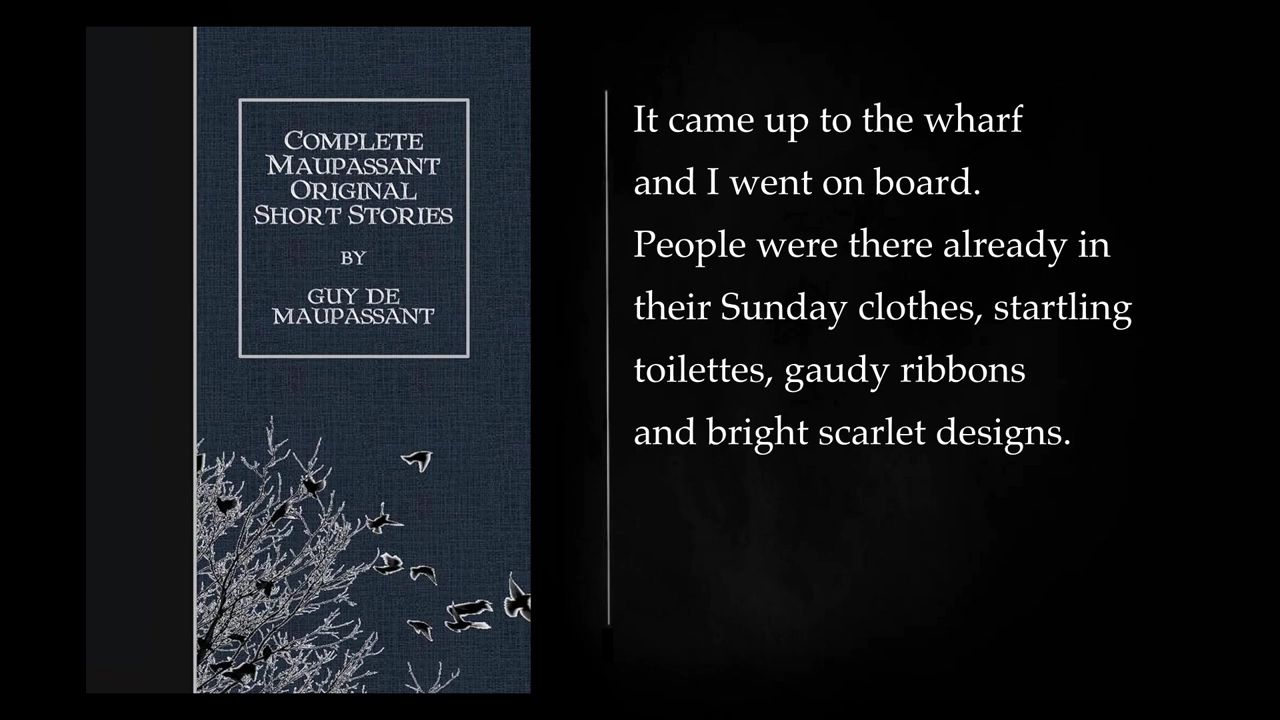 COMPLETE
MAUPASSANT
ORIGINAL
SHORT STORIES
BY
GUY DE
MAUPASSANT
It came up to the wharf
and I went on board.
People were there already in
their Sunday clothes, startling
toilettes, gaudy ribbons
and bright scarlet designs.